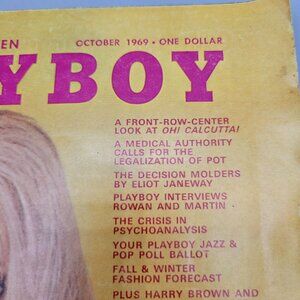 EN
OCTOBER 1969 • ONE DOLLAR
YBOY
A FRONT-ROW-CENTER
LOOK AT OH! CALCUTTA!
A MEDICAL AUTHORITY
CALLS FOR THE
LEGALIZATION OF POT
THE DECISION MOLDERS
BY ELIOT JANEWAY
PLAYBOY INTERVIEWS
ROWAN AND MARTIN
THE CRISIS IN
PSYCHOANALYSIS
YOUR PLAYBOY JAZZ &
POP POLL BALLOT
FALL & WINTER
FASHION FORECAST
PLUS HARRY BROWN AND